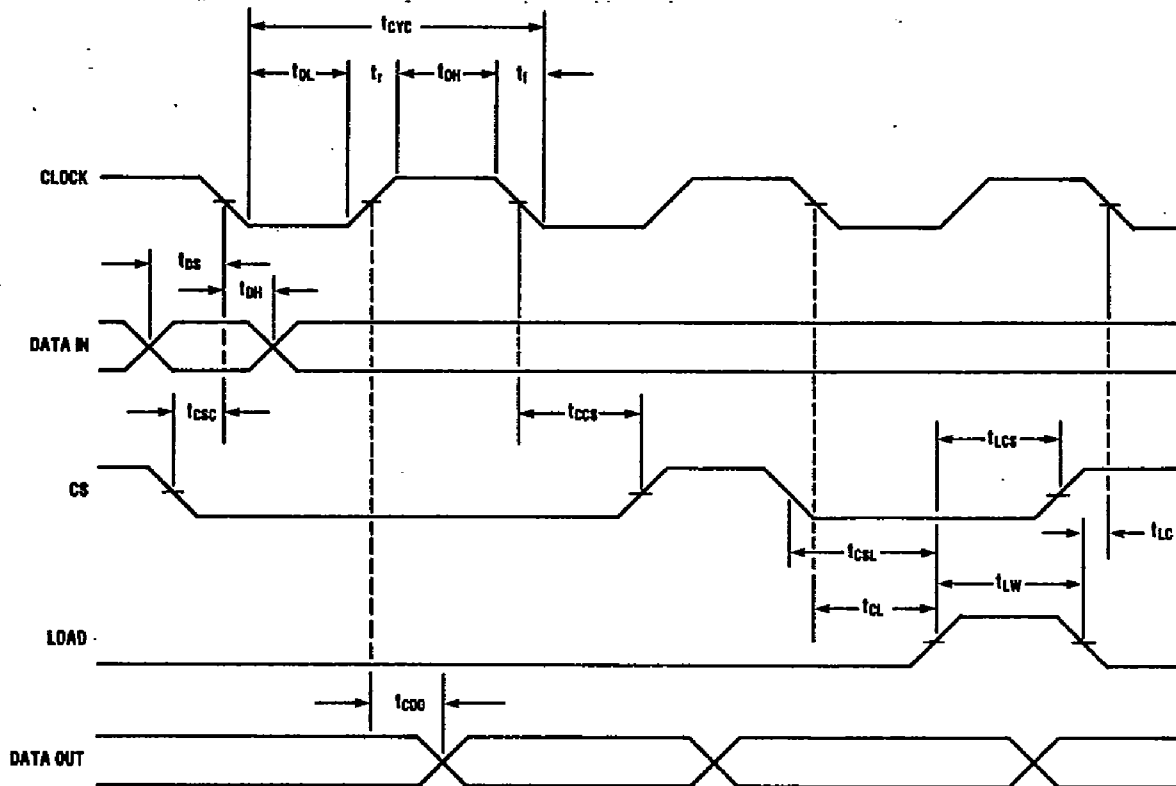 tCYC
tDL tr tDH tf
CLOCK
tDS
tDH
DATA IN
tCSC tCCS
tLCS
CS
tLC
tCSL
tLW
tCL
LOAD
tCDO
DATA OUT